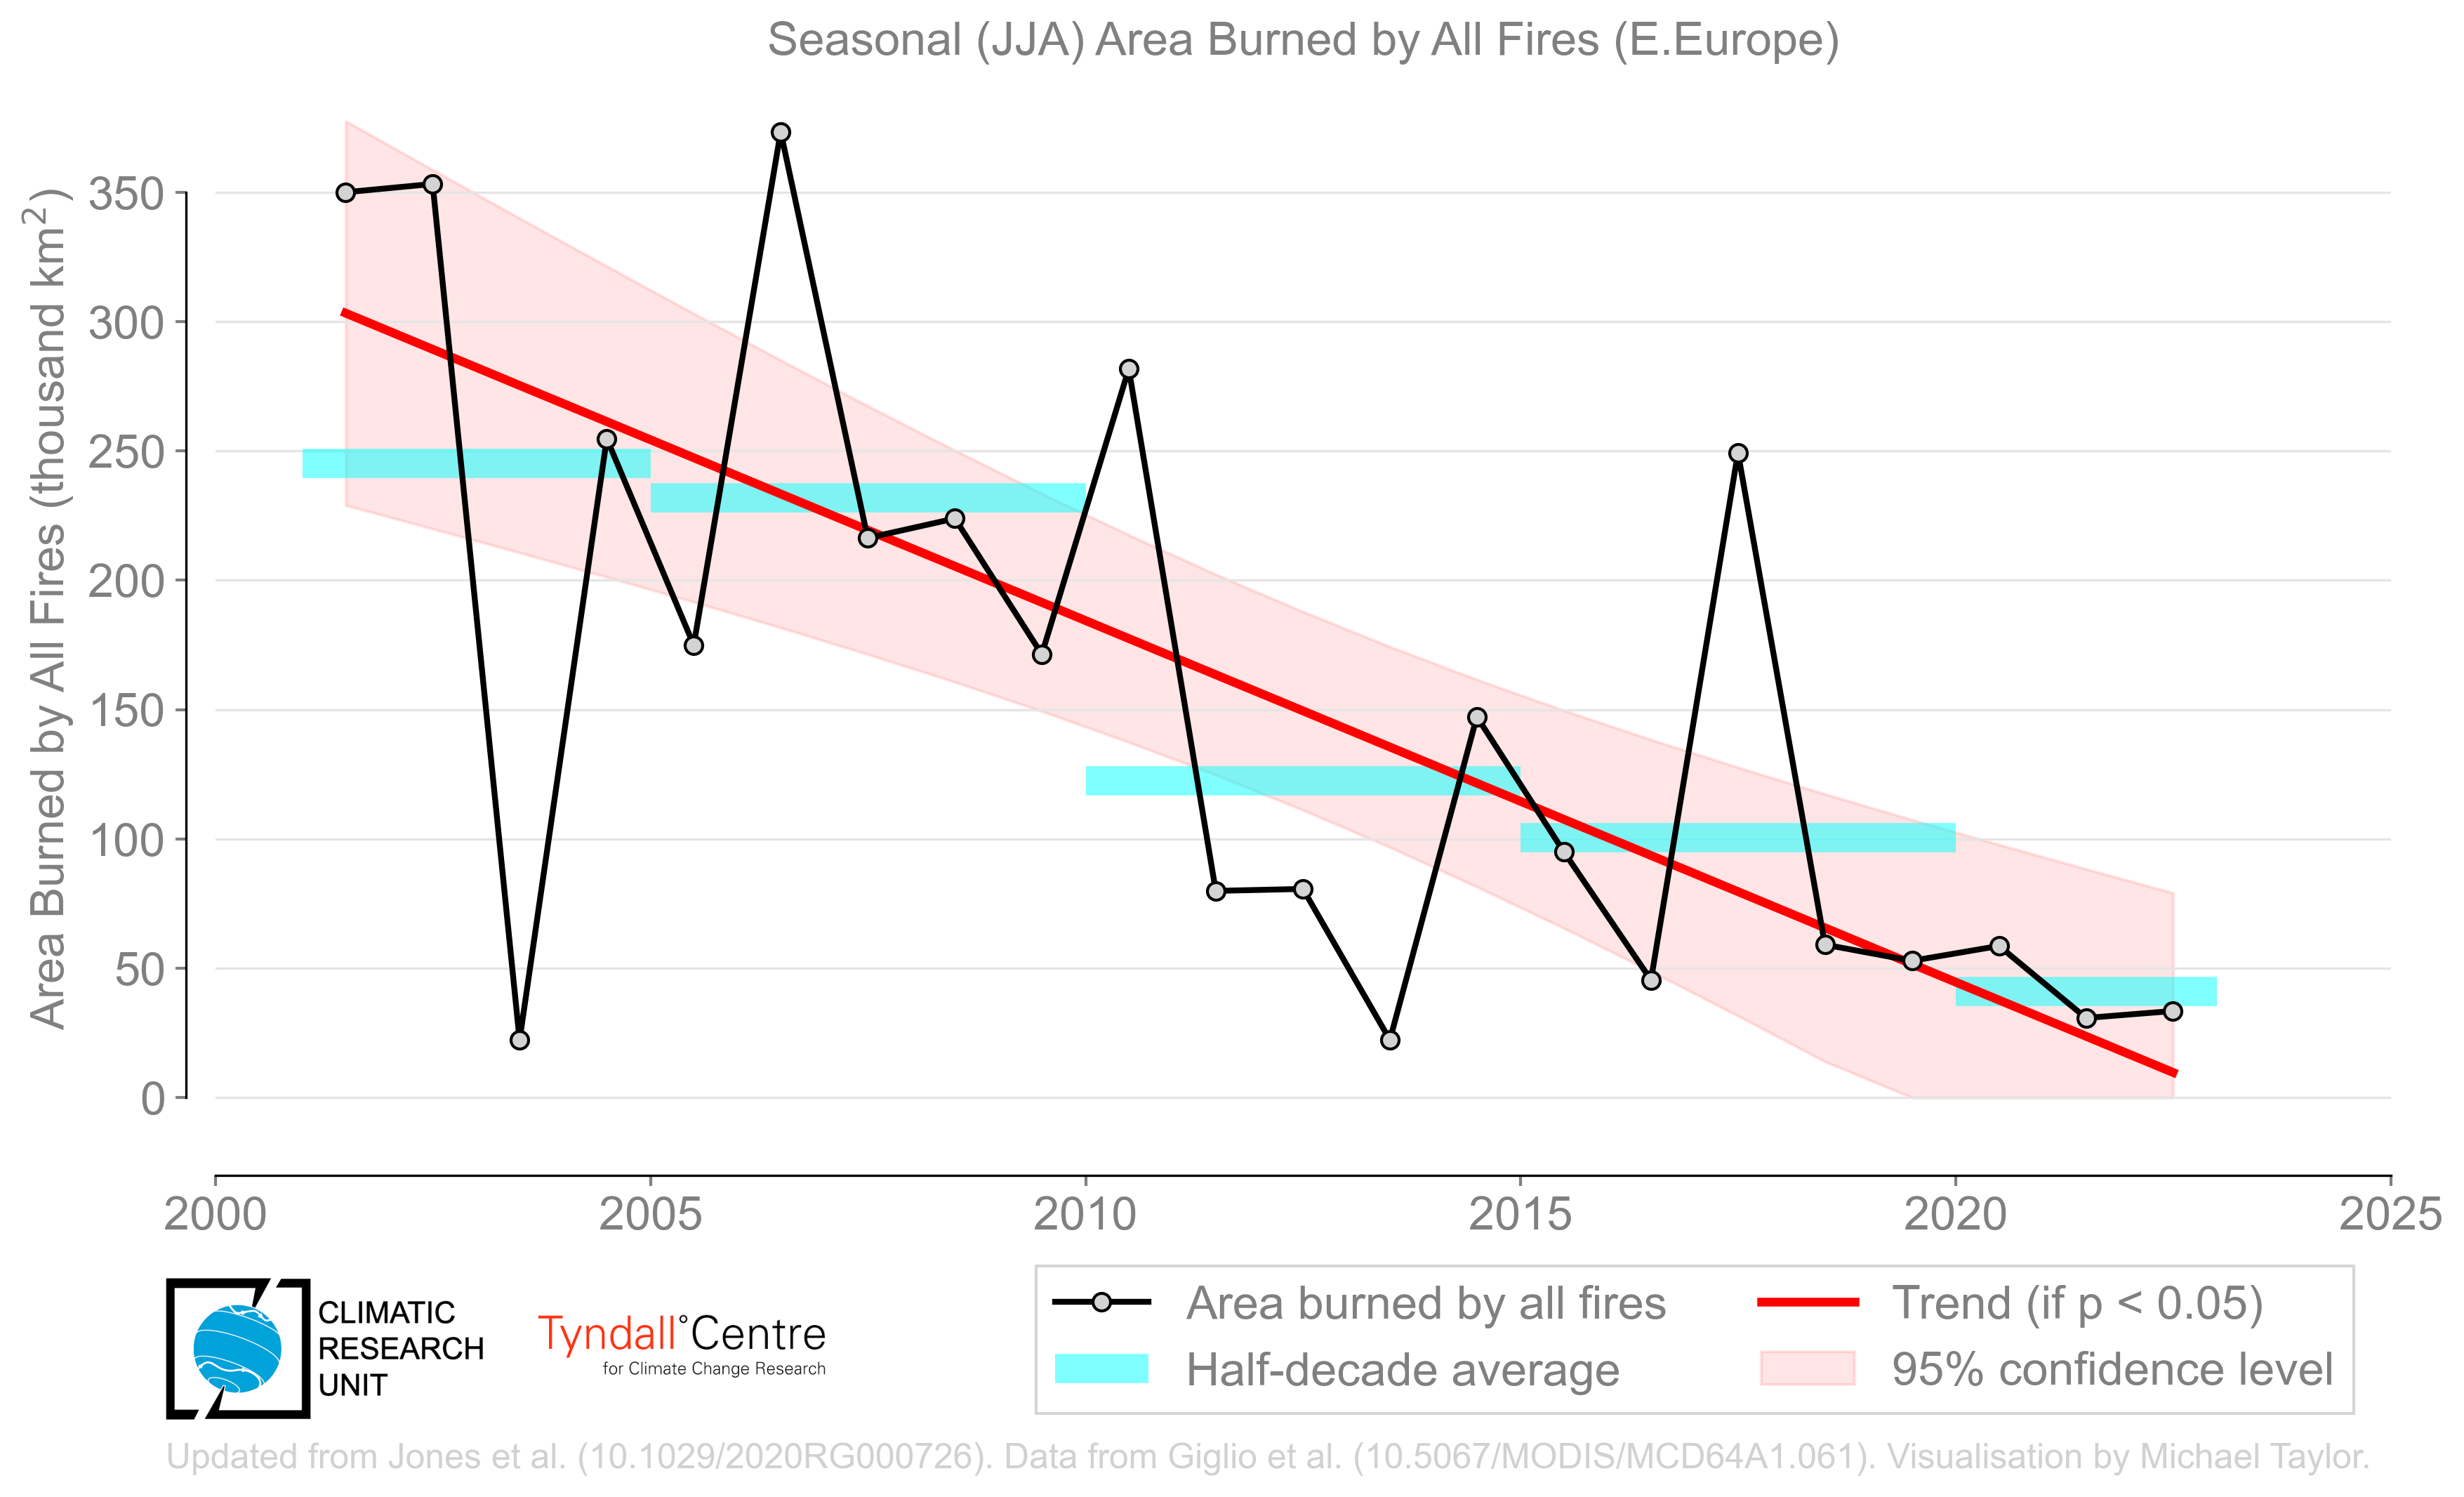 Seasonal (JJA) Area Burned by All Fires (E.Europe)
Area Burned by All Fires (thousand km²)
350
300
250
200
150
100
50
0
2000 2005 2010 2015 2020 2025
CLIMATIC
RESEARCH
UNIT
Tyndall°Centre
for Climate Change Research
Area burned by all fires
Half-decade average
Trend (if p < 0.05)
95% confidence level
Updated from Jones et al. (10.1029/2020RG000726). Data from Giglio et al. (10.5067/MODIS/MCD64A1.061). Visualisation by Michael Taylor.